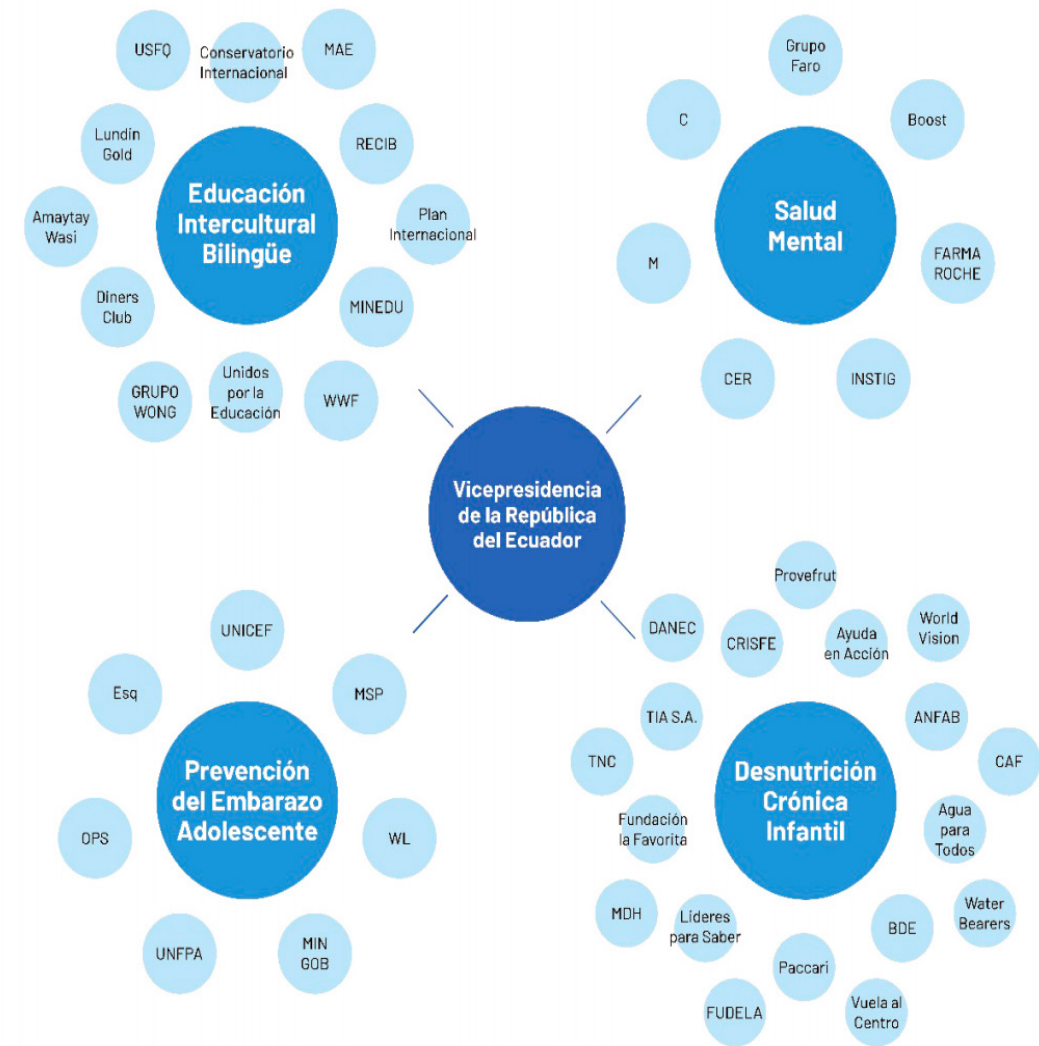 USFQ
Conservatorio
Internacional
MAE
Lundin
Gold
RECIB
Amaytay
Wasi
Educación
Intercultural
Bilingüe
Plan
Internacional
Diners
Club
MINEDU
GRUPO
WONG
Unidos
por la
Educación
WWF
Grupo
Faro
C
Boost
Salud
Mental
M
FARMA
ROCHE
CER
INSTIG
Vicepresidencia
de la República
del Ecuador
UNICEF
Esq
MSP
Prevención
del Embarazo
Adolescente
OPS
WL
UNFPA
MIN
GOB
Provefrut
DANEC
CRISFE
Ayuda
en Acción
World
Vision
TIA S.A.
ANFAB
TNC
CAF
Desnutrición
Crónica
Infantil
Fundación
la Favorita
Agua
para
Todos
MDH
Líderes
para Saber
BDE
Water
Bearers
Paccari
FUDELA
Vuela al
Centro